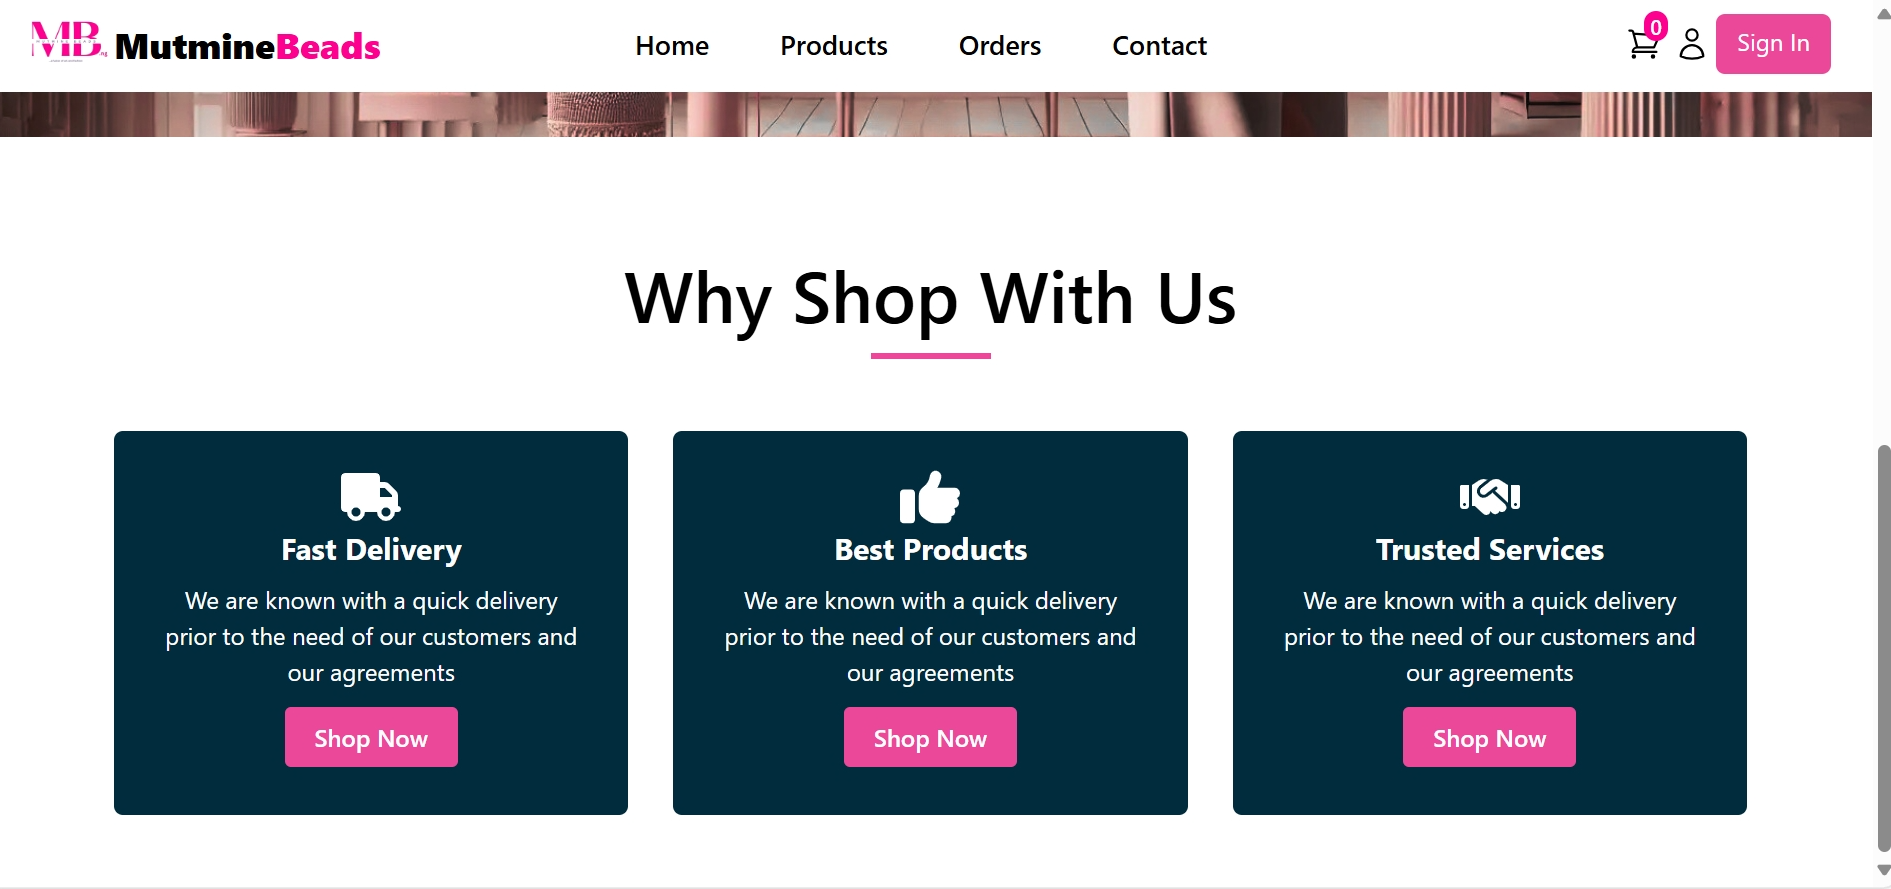 MB MutmineBeads
Home Products Orders Contact
0
Sign In
Why Shop With Us
Fast Delivery
We are known with a quick delivery
prior to the need of our customers and
our agreements
Shop Now
Best Products
We are known with a quick delivery
prior to the need of our customers and
our agreements
Shop Now
Trusted Services
We are known with a quick delivery
prior to the need of our customers and
our agreements
Shop Now